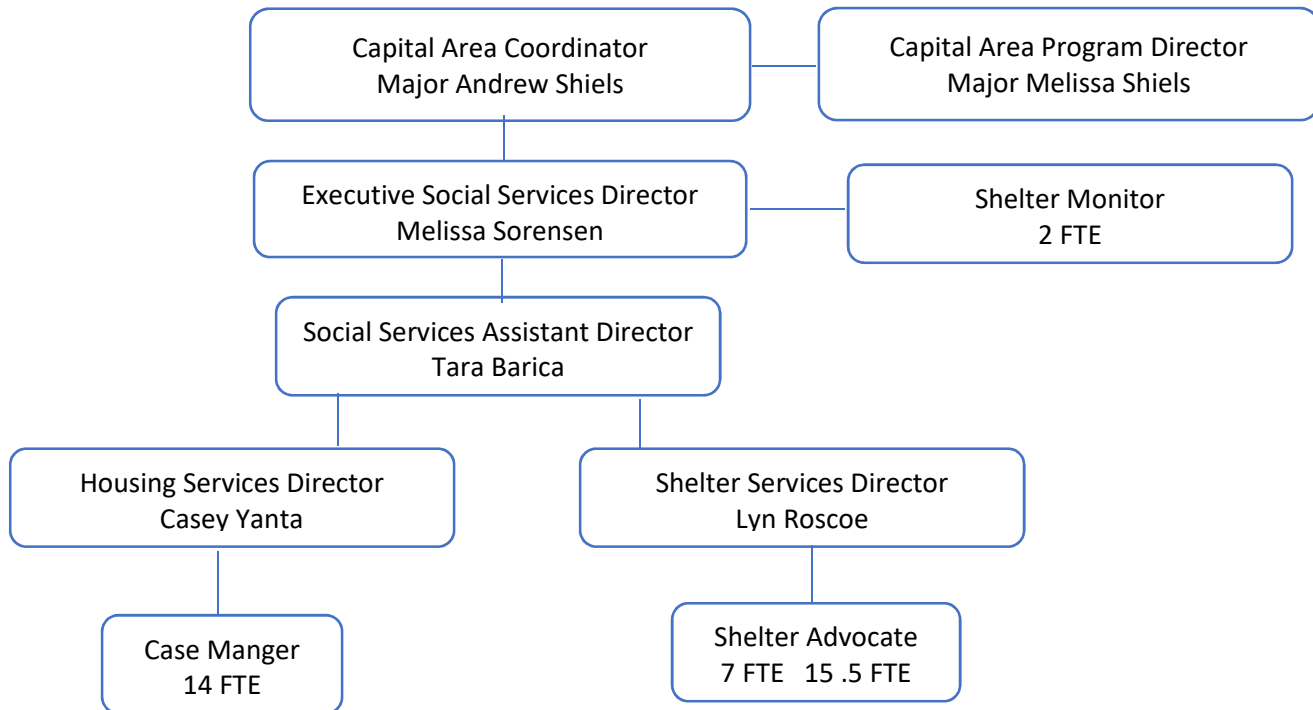 Capital Area Coordinator
Major Andrew Shiels
Capital Area Program Director
Major Melissa Shiels
Executive Social Services Director
Melissa Sorensen
Shelter Monitor
2 FTE
Social Services Assistant Director
Tara Barica
Housing Services Director
Casey Yanta
Shelter Services Director
Lyn Roscoe
Case Manger
14 FTE
Shelter Advocate
7 FTE   15 .5 FTE